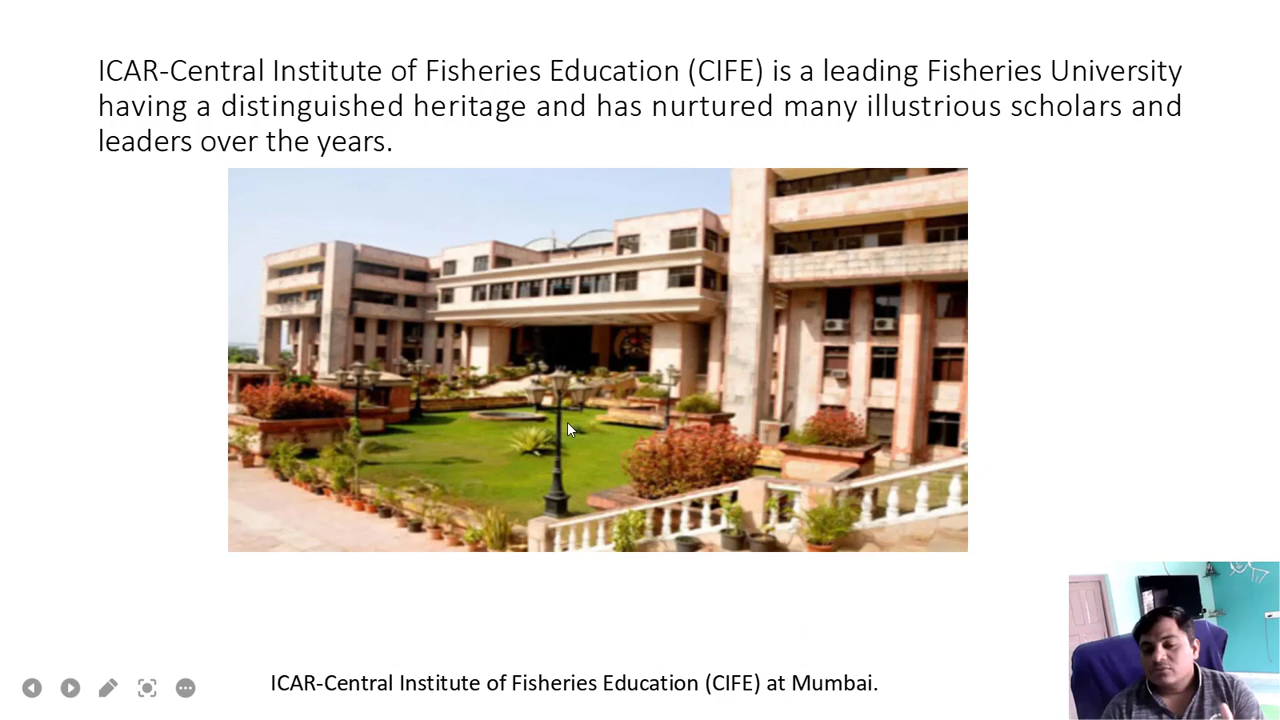 ICAR-Central Institute of Fisheries Education (CIFE) is a leading Fisheries University
having a distinguished heritage and has nurtured many illustrious scholars and
leaders over the years.
ICAR-Central Institute of Fisheries Education (CIFE) at Mumbai.